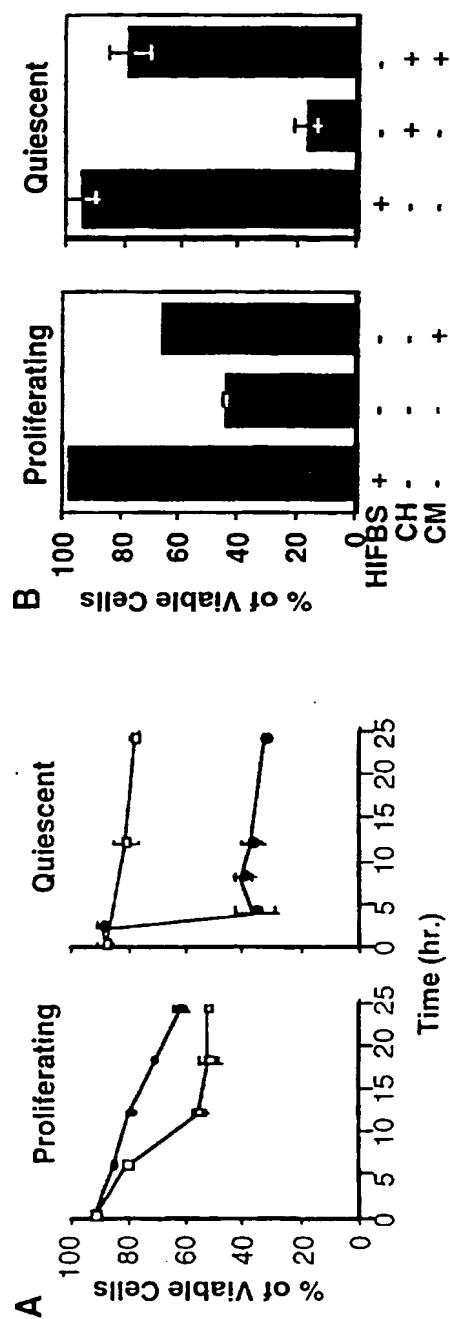 A
Proliferating
Quiescent
% of Viable Cells
100
80
60
40
20
0
0 5 10 15 20 25
0 5 10 15 20 25
Time (hr.)
B
Proliferating
Quiescent
% of Viable Cells
100
80
60
40
20
0
HIFBS + - - + - -
CH - - - - + +
CM - - + - - +